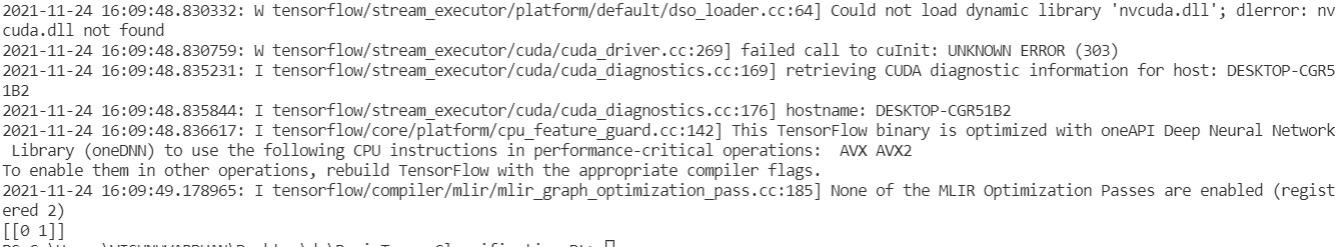 2021-11-24 16:09:48.830332: W tensorflow/stream_executor/platform/default/dso_loader.cc:64] Could not load dynamic library 'nvcuda.dll'; dlerror: nv
cuda.dll not found
2021-11-24 16:09:48.830759: W tensorflow/stream_executor/cuda/cuda_driver.cc:269] failed call to cuInit: UNKNOWN ERROR (303)
2021-11-24 16:09:48.835231: I tensorflow/stream_executor/cuda/cuda_diagnostics.cc:169] retrieving CUDA diagnostic information for host: DESKTOP-CGR5
1B2
2021-11-24 16:09:48.835844: I tensorflow/stream_executor/cuda/cuda_diagnostics.cc:176] hostname: DESKTOP-CGR51B2
2021-11-24 16:09:48.836617: I tensorflow/core/platform/cpu_feature_guard.cc:142] This TensorFlow binary is optimized with oneAPI Deep Neural Network
Library (oneDNN) to use the following CPU instructions in performance-critical operations:  AVX AVX2
To enable them in other operations, rebuild TensorFlow with the appropriate compiler flags.
2021-11-24 16:09:49.178965: I tensorflow/compiler/mlir/mlir_graph_optimization_pass.cc:185] None of the MLIR Optimization Passes are enabled (regist
ered 2)
[[0 1]]